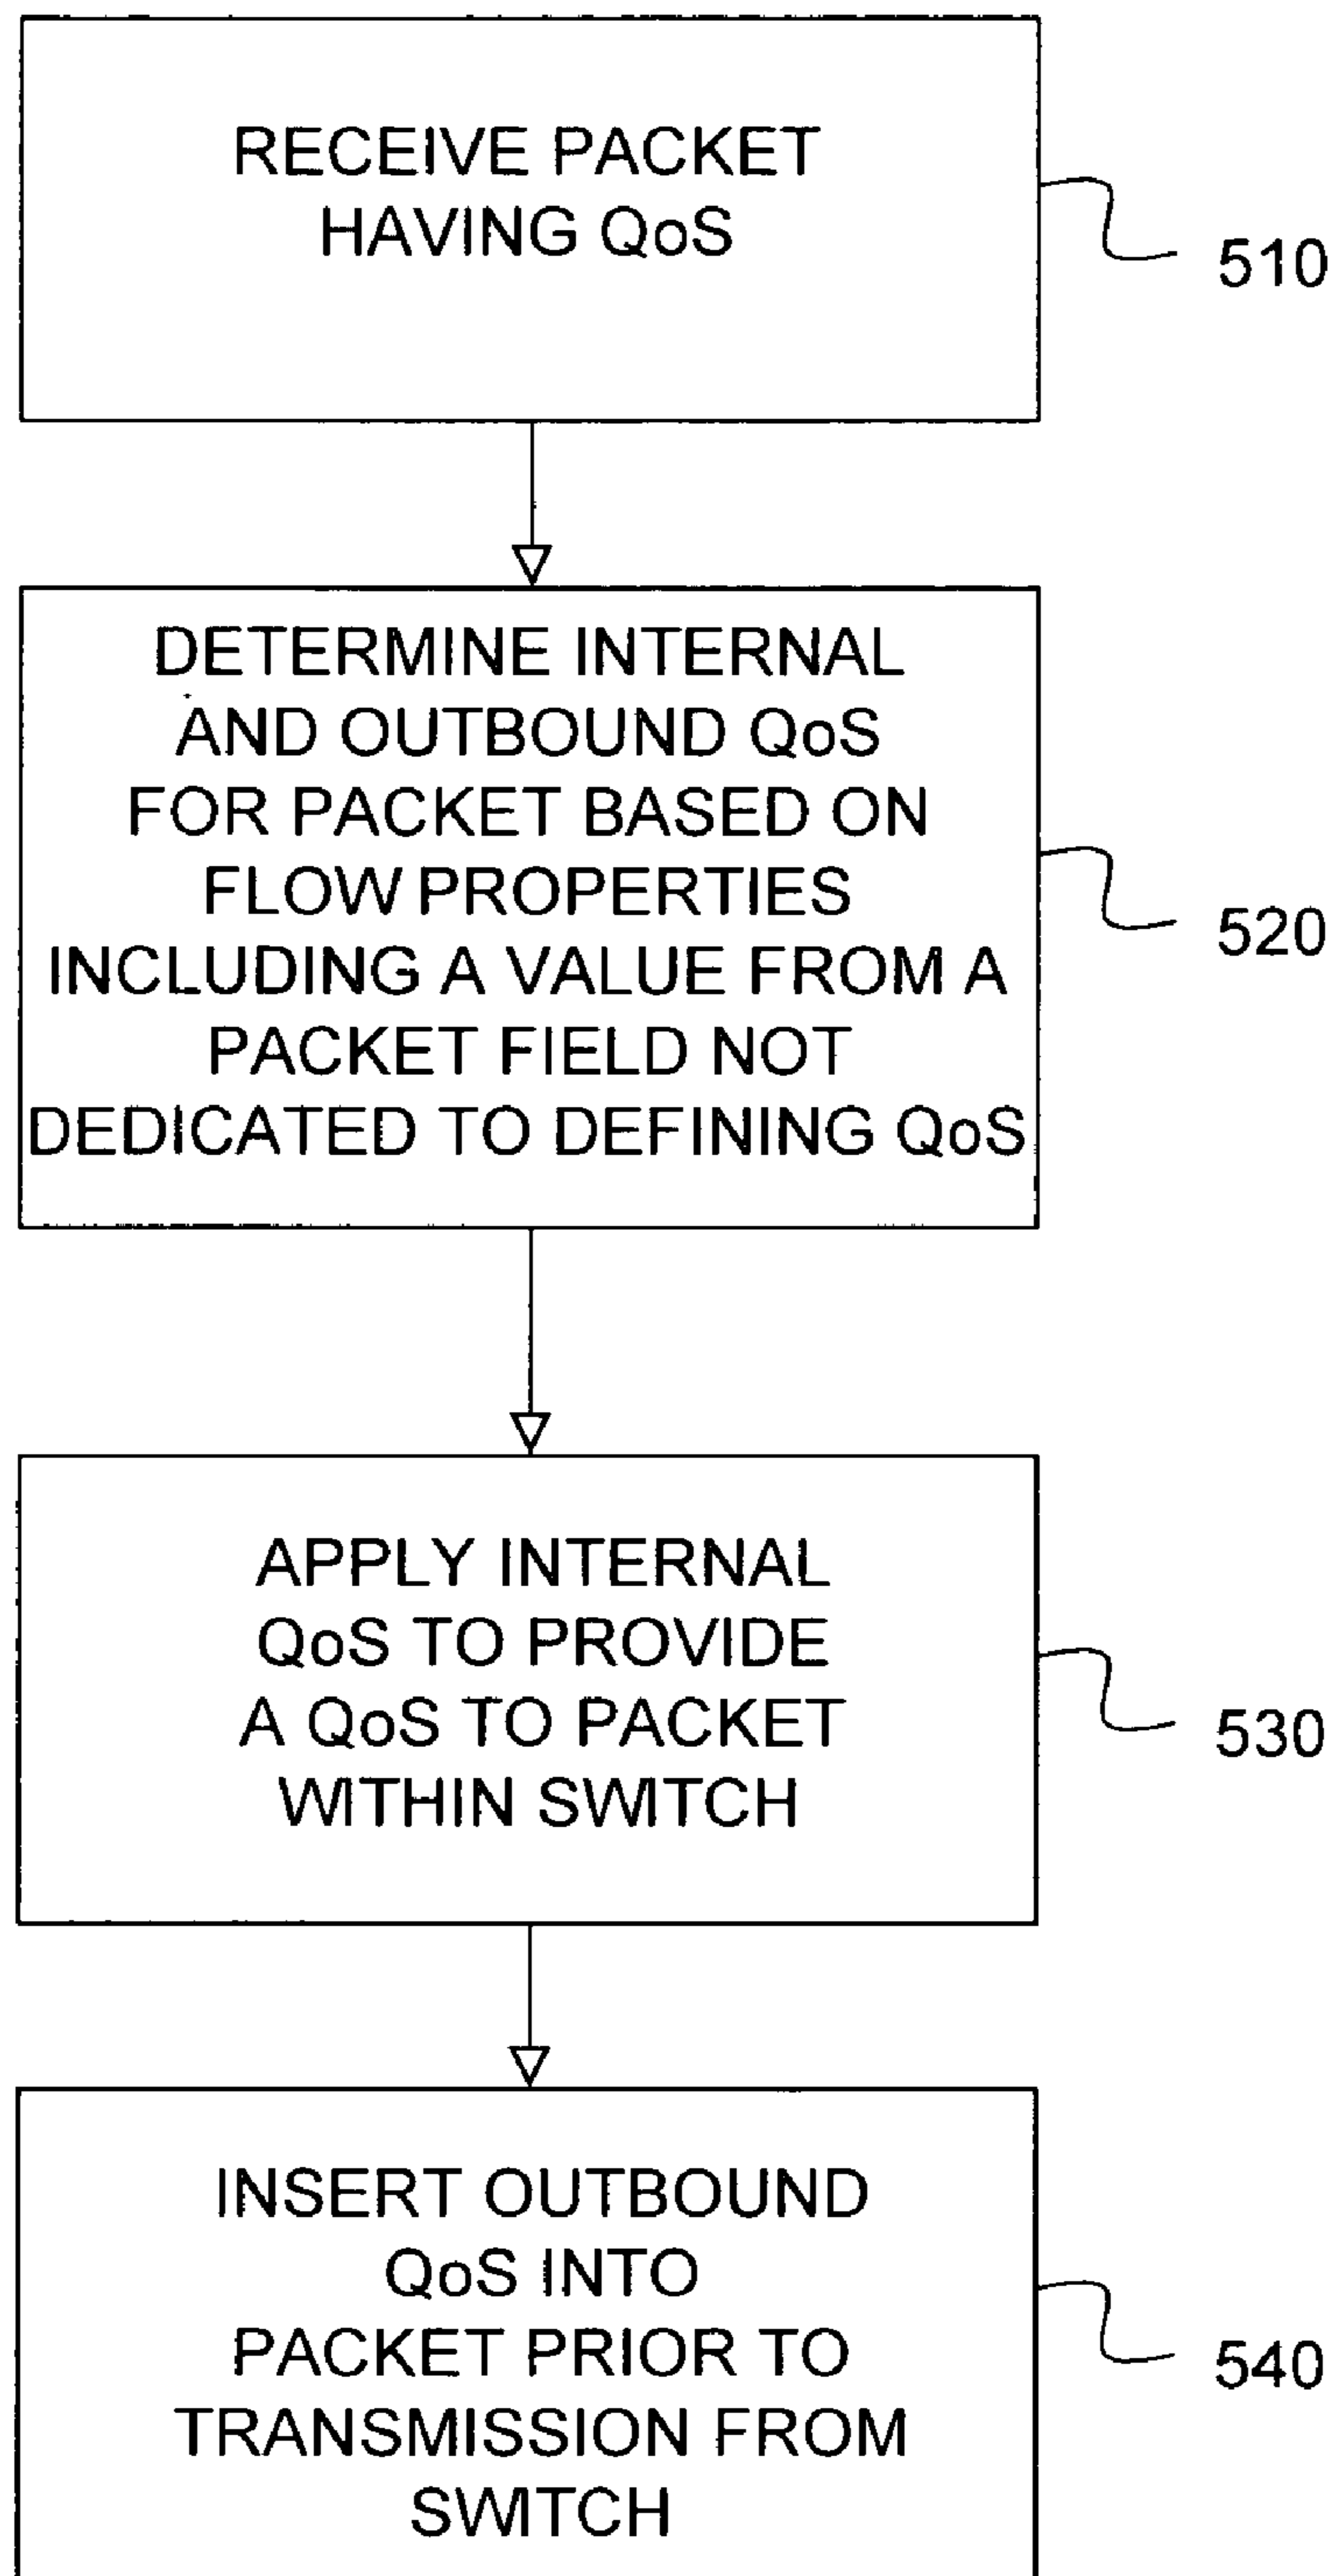 RECEIVE PACKET
HAVING QoS
510
DETERMINE INTERNAL
AND OUTBOUND QoS
FOR PACKET BASED ON
FLOW PROPERTIES
INCLUDING A VALUE FROM A
PACKET FIELD NOT
DEDICATED TO DEFINING QoS
520
APPLY INTERNAL
QoS TO PROVIDE
A QoS TO PACKET
WITHIN SWITCH
530
INSERT OUTBOUND
QoS INTO
PACKET PRIOR TO
TRANSMISSION FROM
SWITCH
540